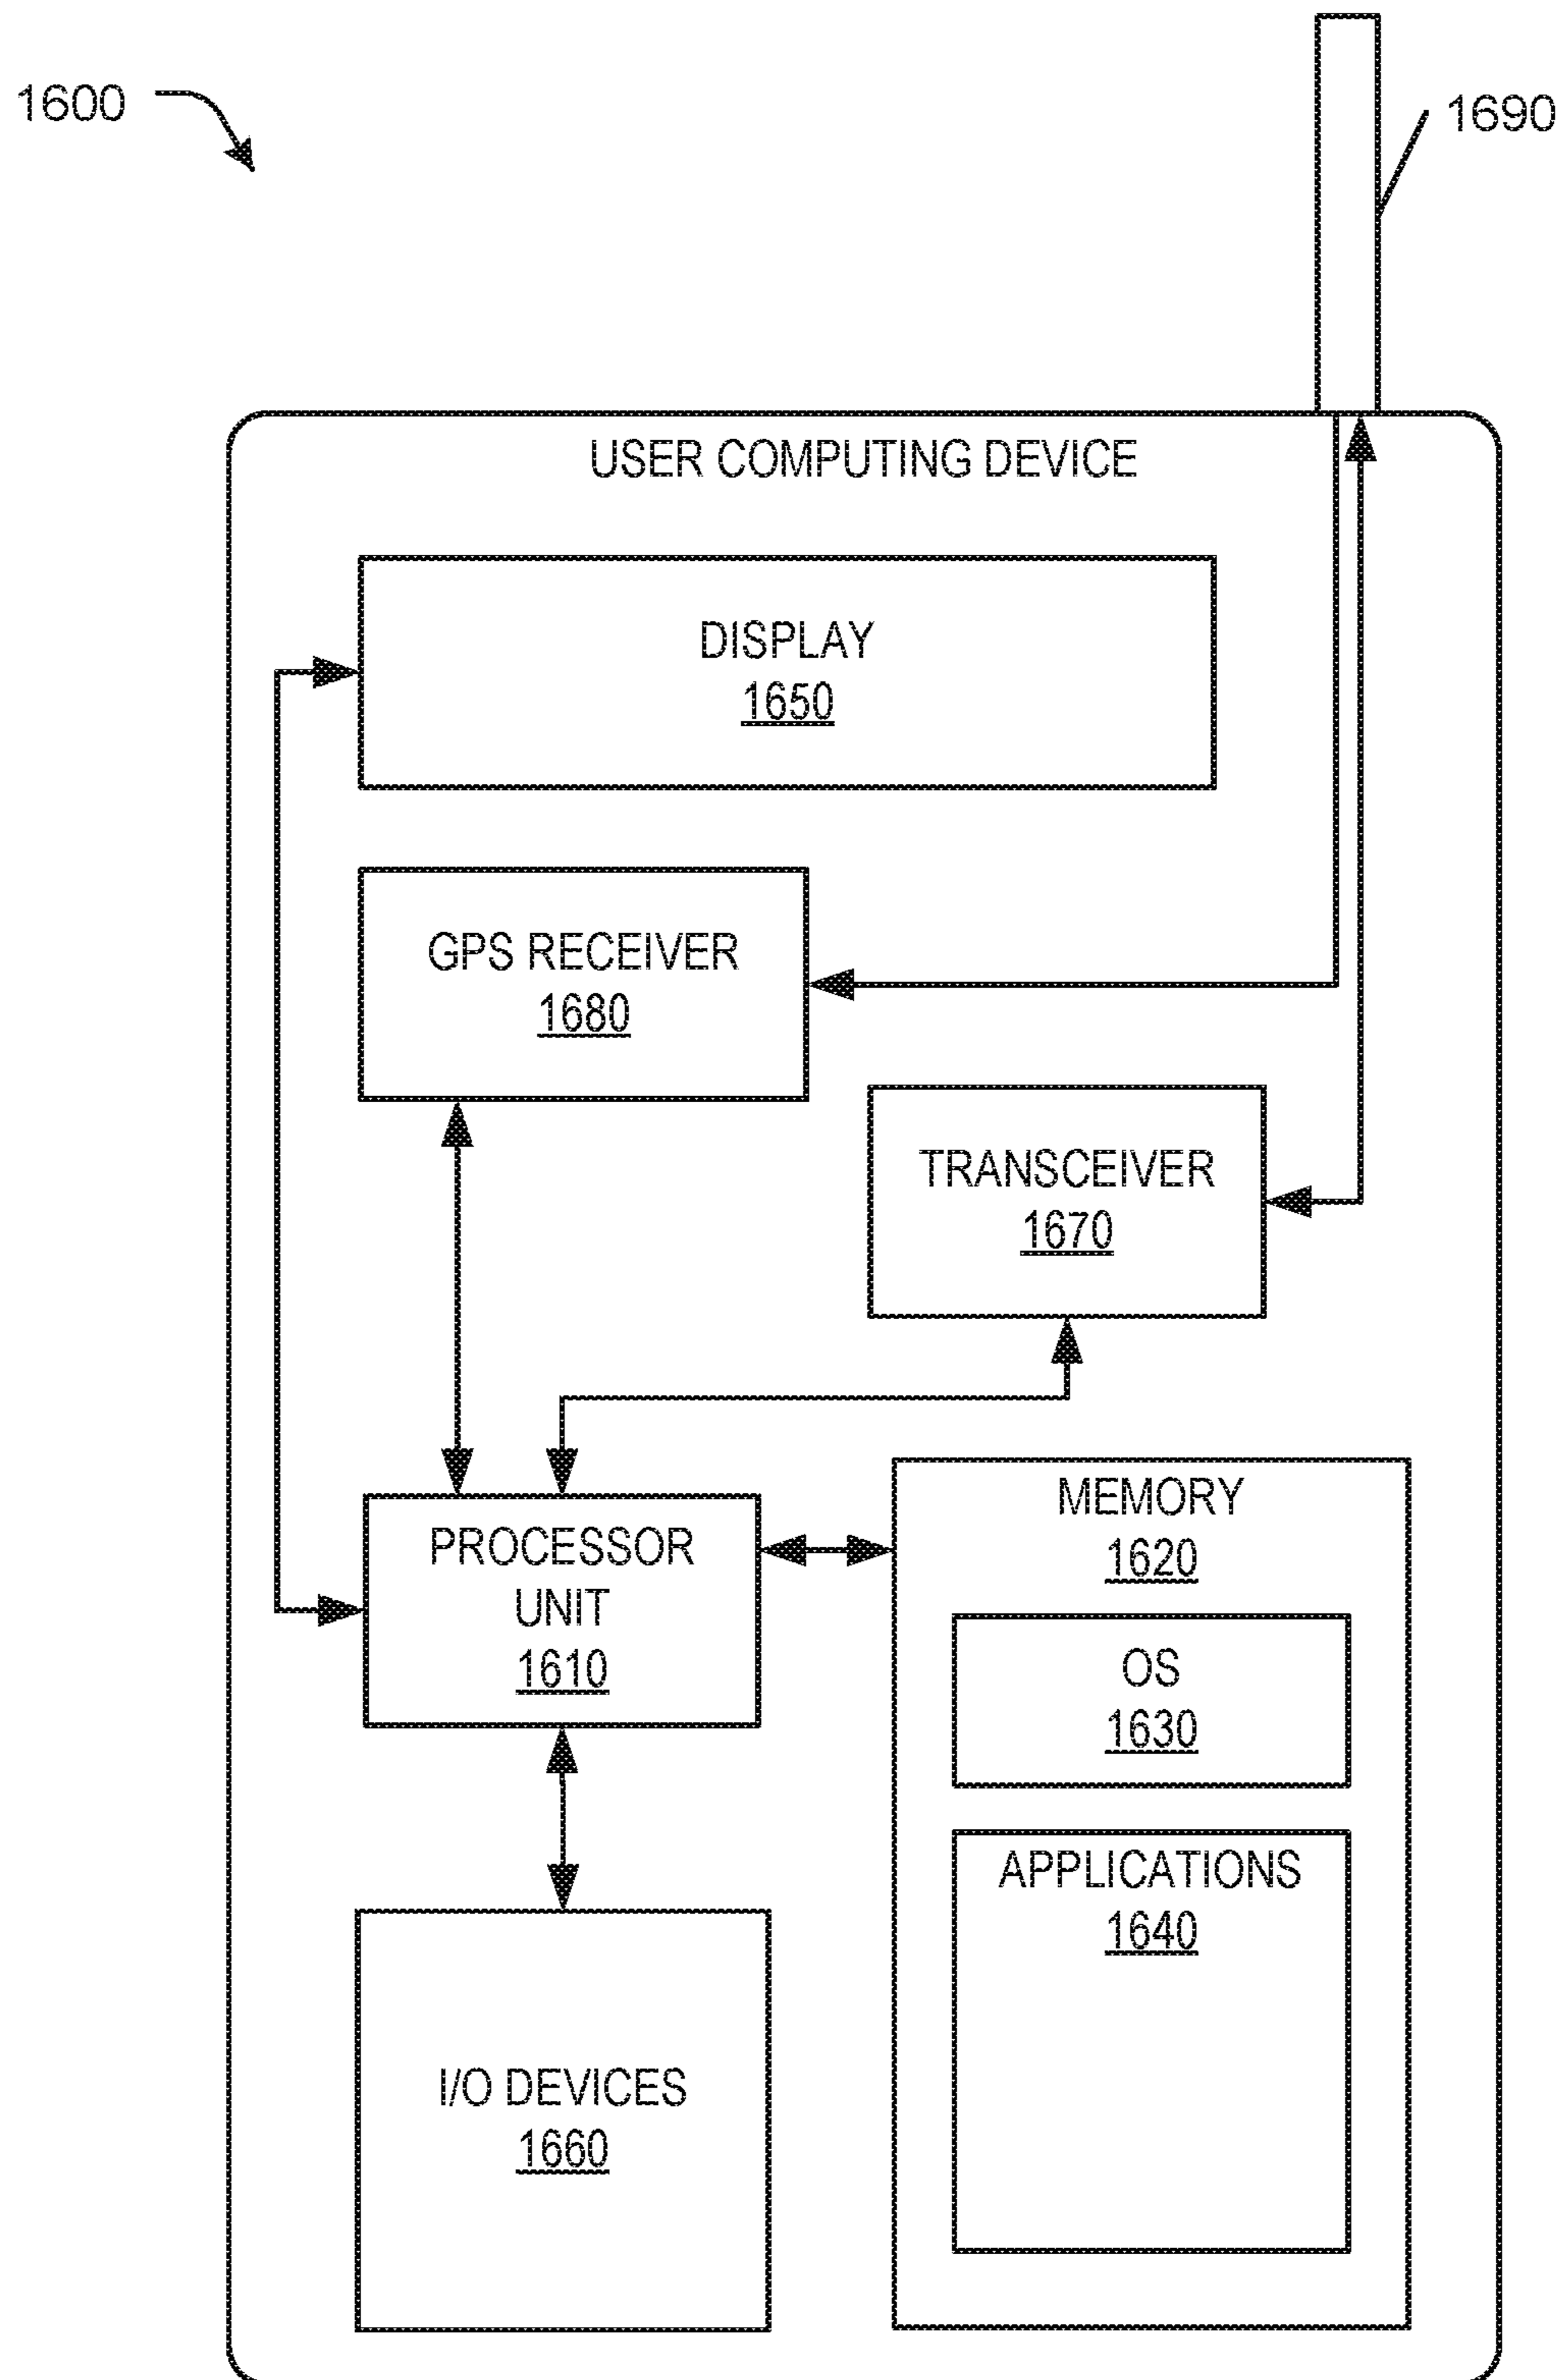 1600
1690
USER COMPUTING DEVICE
DISPLAY
1650
GPS RECEIVER
1680
TRANSCEIVER
1670
PROCESSOR
UNIT
1610
MEMORY
1620
OS
1630
APPLICATIONS
1640
I/O DEVICES
1660